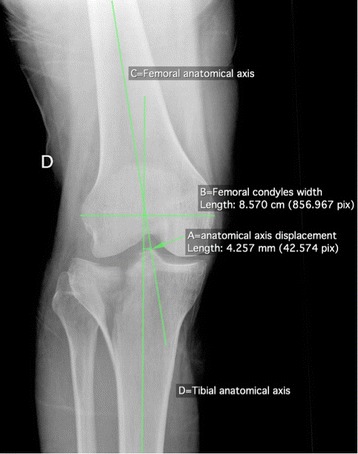 C=Femoral anatomical axis
D
B=Femoral condyles width
Length: 8.570 cm (856.967 pix)
A=anatomical axis displacement
Length: 4.257 mm (42.574 pix)
D=Tibial anatomical axis